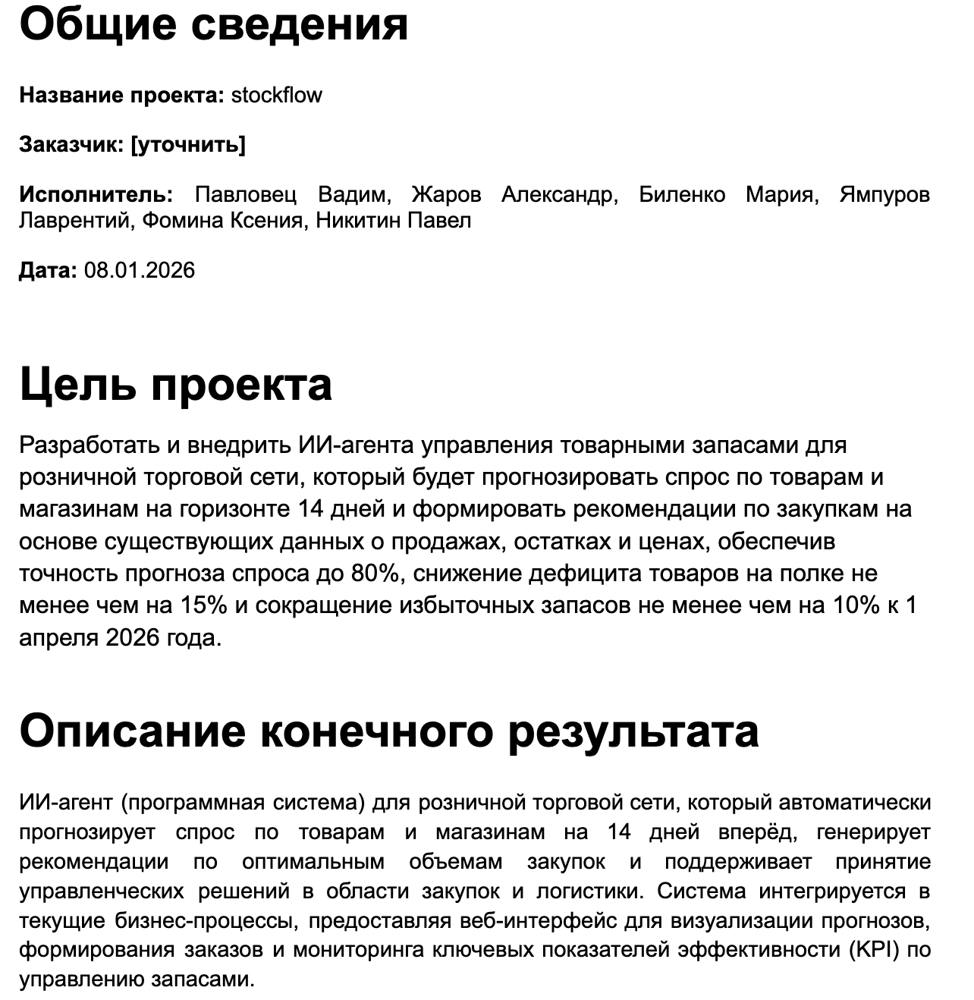 Общие сведения
Название проекта: stockflow
Заказчик: [уточнить]
Исполнитель: Павловец Вадим, Жаров Александр, Биленко Мария, Ямпуров
Лаврентий, Фомина Ксения, Никитин Павел
Дата: 08.01.2026
Цель проекта
Разработать и внедрить ИИ-агента управления товарными запасами для
розничной торговой сети, который будет прогнозировать спрос по товарам и
магазинам на горизонте 14 дней и формировать рекомендации по закупкам на
основе существующих данных о продажах, остатках и ценах, обеспечив
точность прогноза спроса до 80%, снижение дефицита товаров на полке не
менее чем на 15% и сокращение избыточных запасов не менее чем на 10% к 1
апреля 2026 года.
Описание конечного результата
ИИ-агент (программная система) для розничной торговой сети, который автоматически
прогнозирует спрос по товарам и магазинам на 14 дней вперёд, генерирует
рекомендации по оптимальным объемам закупок и поддерживает принятие
управленческих решений в области закупок и логистики. Система интегрируется в
текущие бизнес-процессы, предоставляя веб-интерфейс для визуализации прогнозов,
формирования заказов и мониторинга ключевых показателей эффективности (KPI) по
управлению запасами.